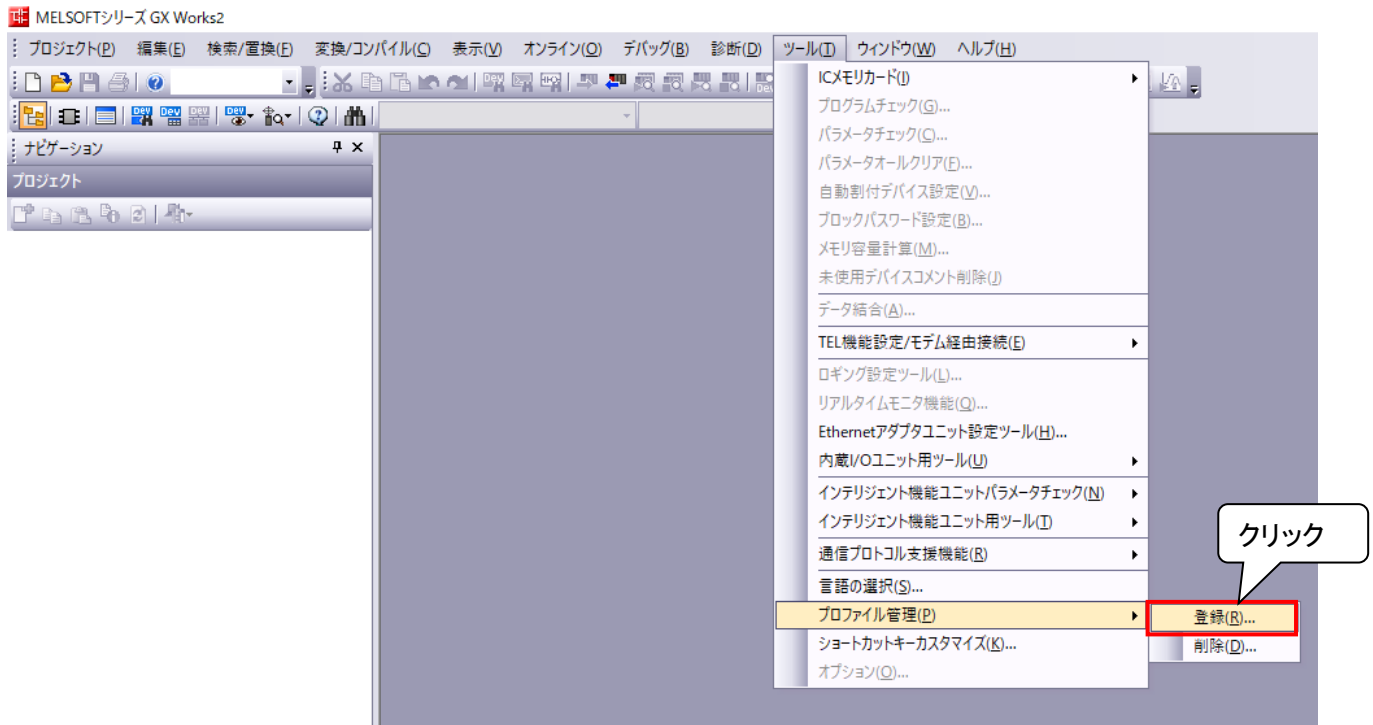 MELSOFTシリーズ GX Works2
プロジェクト(P) 編集(E) 検索/置換(F) 変換/コンパイル(C) 表示(V) オンライン(O) デバッグ(B) 診断(D) ツール(T) ウィンドウ(W) ヘルプ(H)
ナビゲーション
プロジェクト
ICメモリカード(I)
プログラムチェック(G)...
パラメータチェック(C)...
パラメータオールクリア(F)...
自動割付デバイス設定(V)...
ブロックパスワード設定(B)...
メモリ容量計算(M)...
未使用デバイスコメント削除(J)
データ結合(A)...
TEL機能設定/モデム経由接続(E)
ロギング設定ツール(L)...
リアルタイムモニタ機能(Q)...
Ethernetアダプタユニット設定ツール(H)...
内蔵I/Oユニット用ツール(U)
インテリジェント機能ユニットパラメータチェック(N)
インテリジェント機能ユニット用ツール(T)
通信プロトコル支援機能(R)
言語の選択(S)...
プロファイル管理(P)
ショートカットキーカスタマイズ(K)...
オプション(O)...
クリック
登録(R)...
削除(D)...